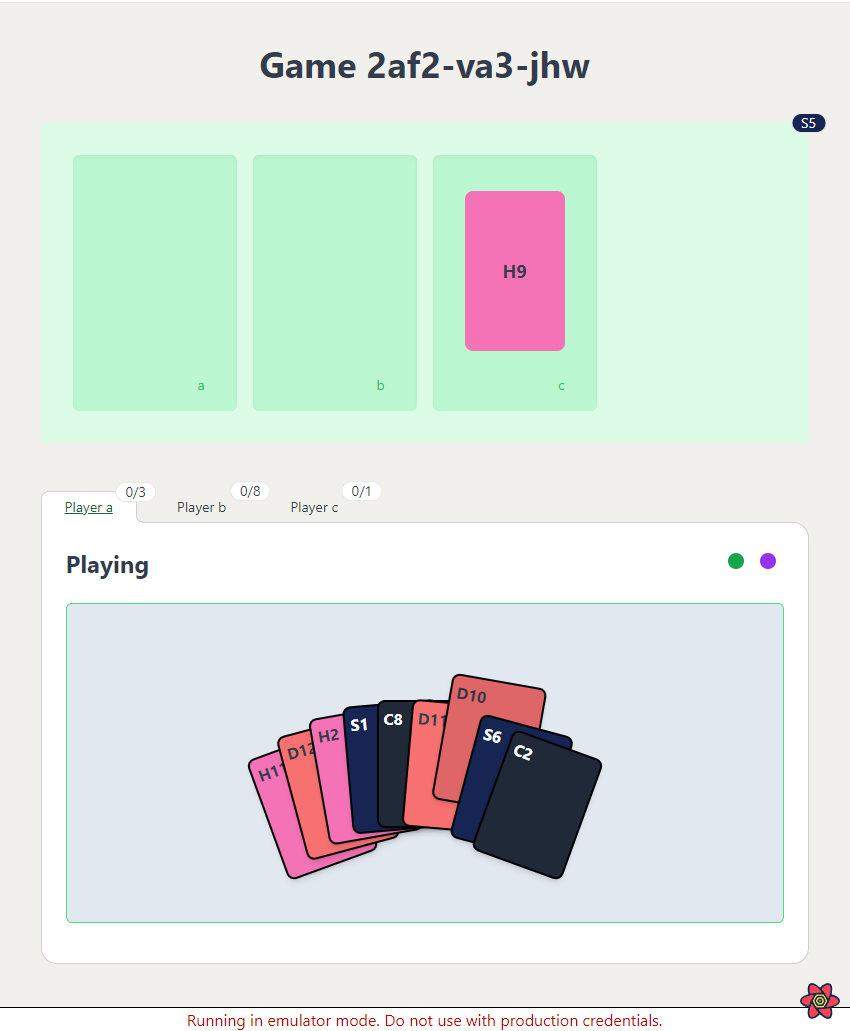 Game 2af2-va3-jhw
S5
H9
a
b
c
0/3
0/8
0/1
Player a
Player b
Player c
Playing
D10
H11
D12
H2
S1
C8
D11
S6
C2
Running in emulator mode. Do not use with production credentials.